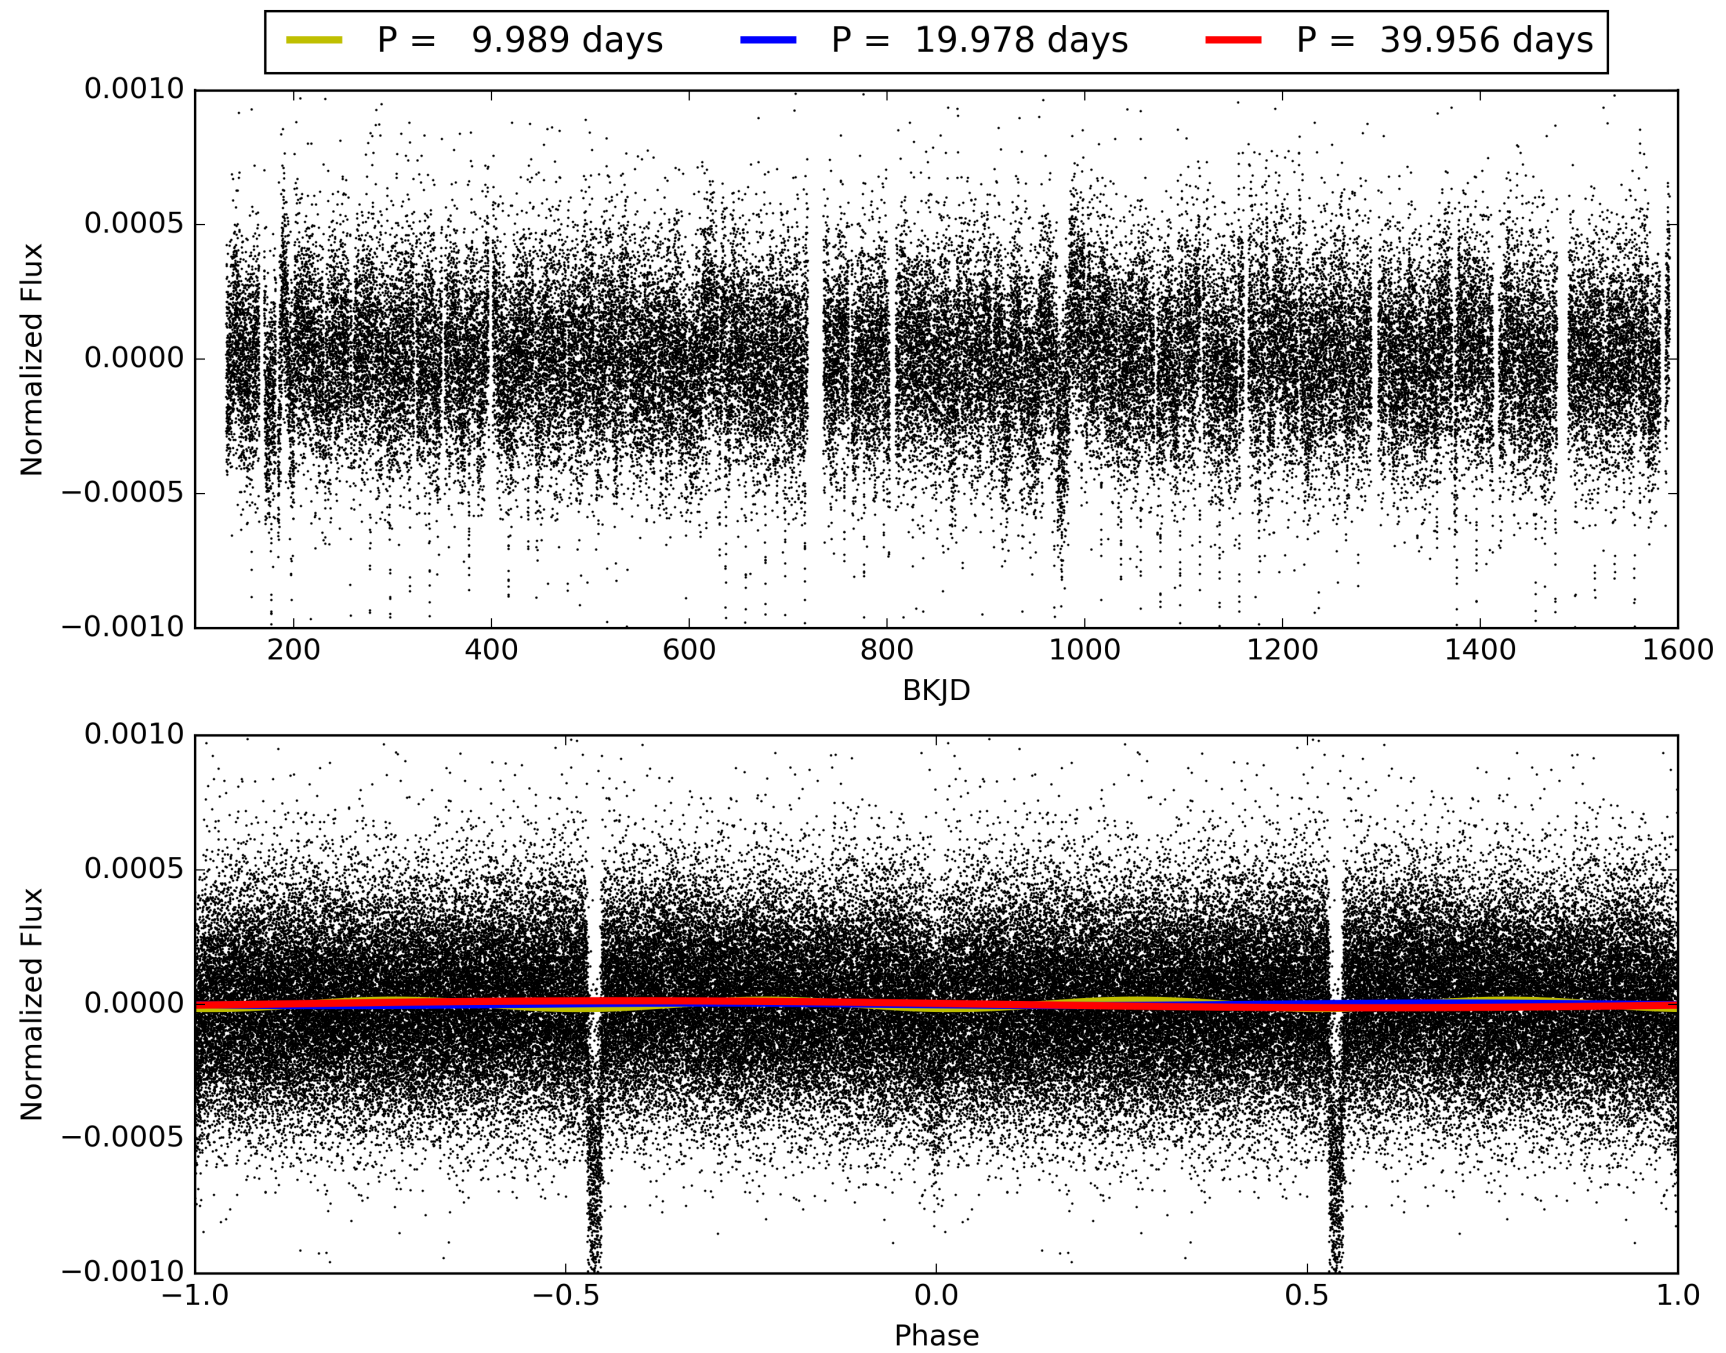 P = 9.989 days P = 19.978 days P = 39.956 days
0.0010
0.0005
0.0000
−0.0005
−0.0010
Normalized Flux
200 400 600 800 1000 1200 1400 1600
BKJD
0.0010
0.0005
0.0000
−0.0005
−0.0010
Normalized Flux
−1.0 −0.5 0.0 0.5 1.0
Phase